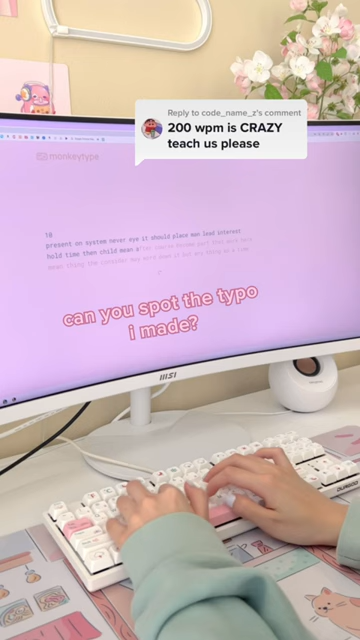 Reply to code_name_z's comment
200 wpm is CRAZY
teach us please
monkeytype
18
present on system never eye it should place man lead interest
hold time then child mean a
can you spot the typo
i made?
msi